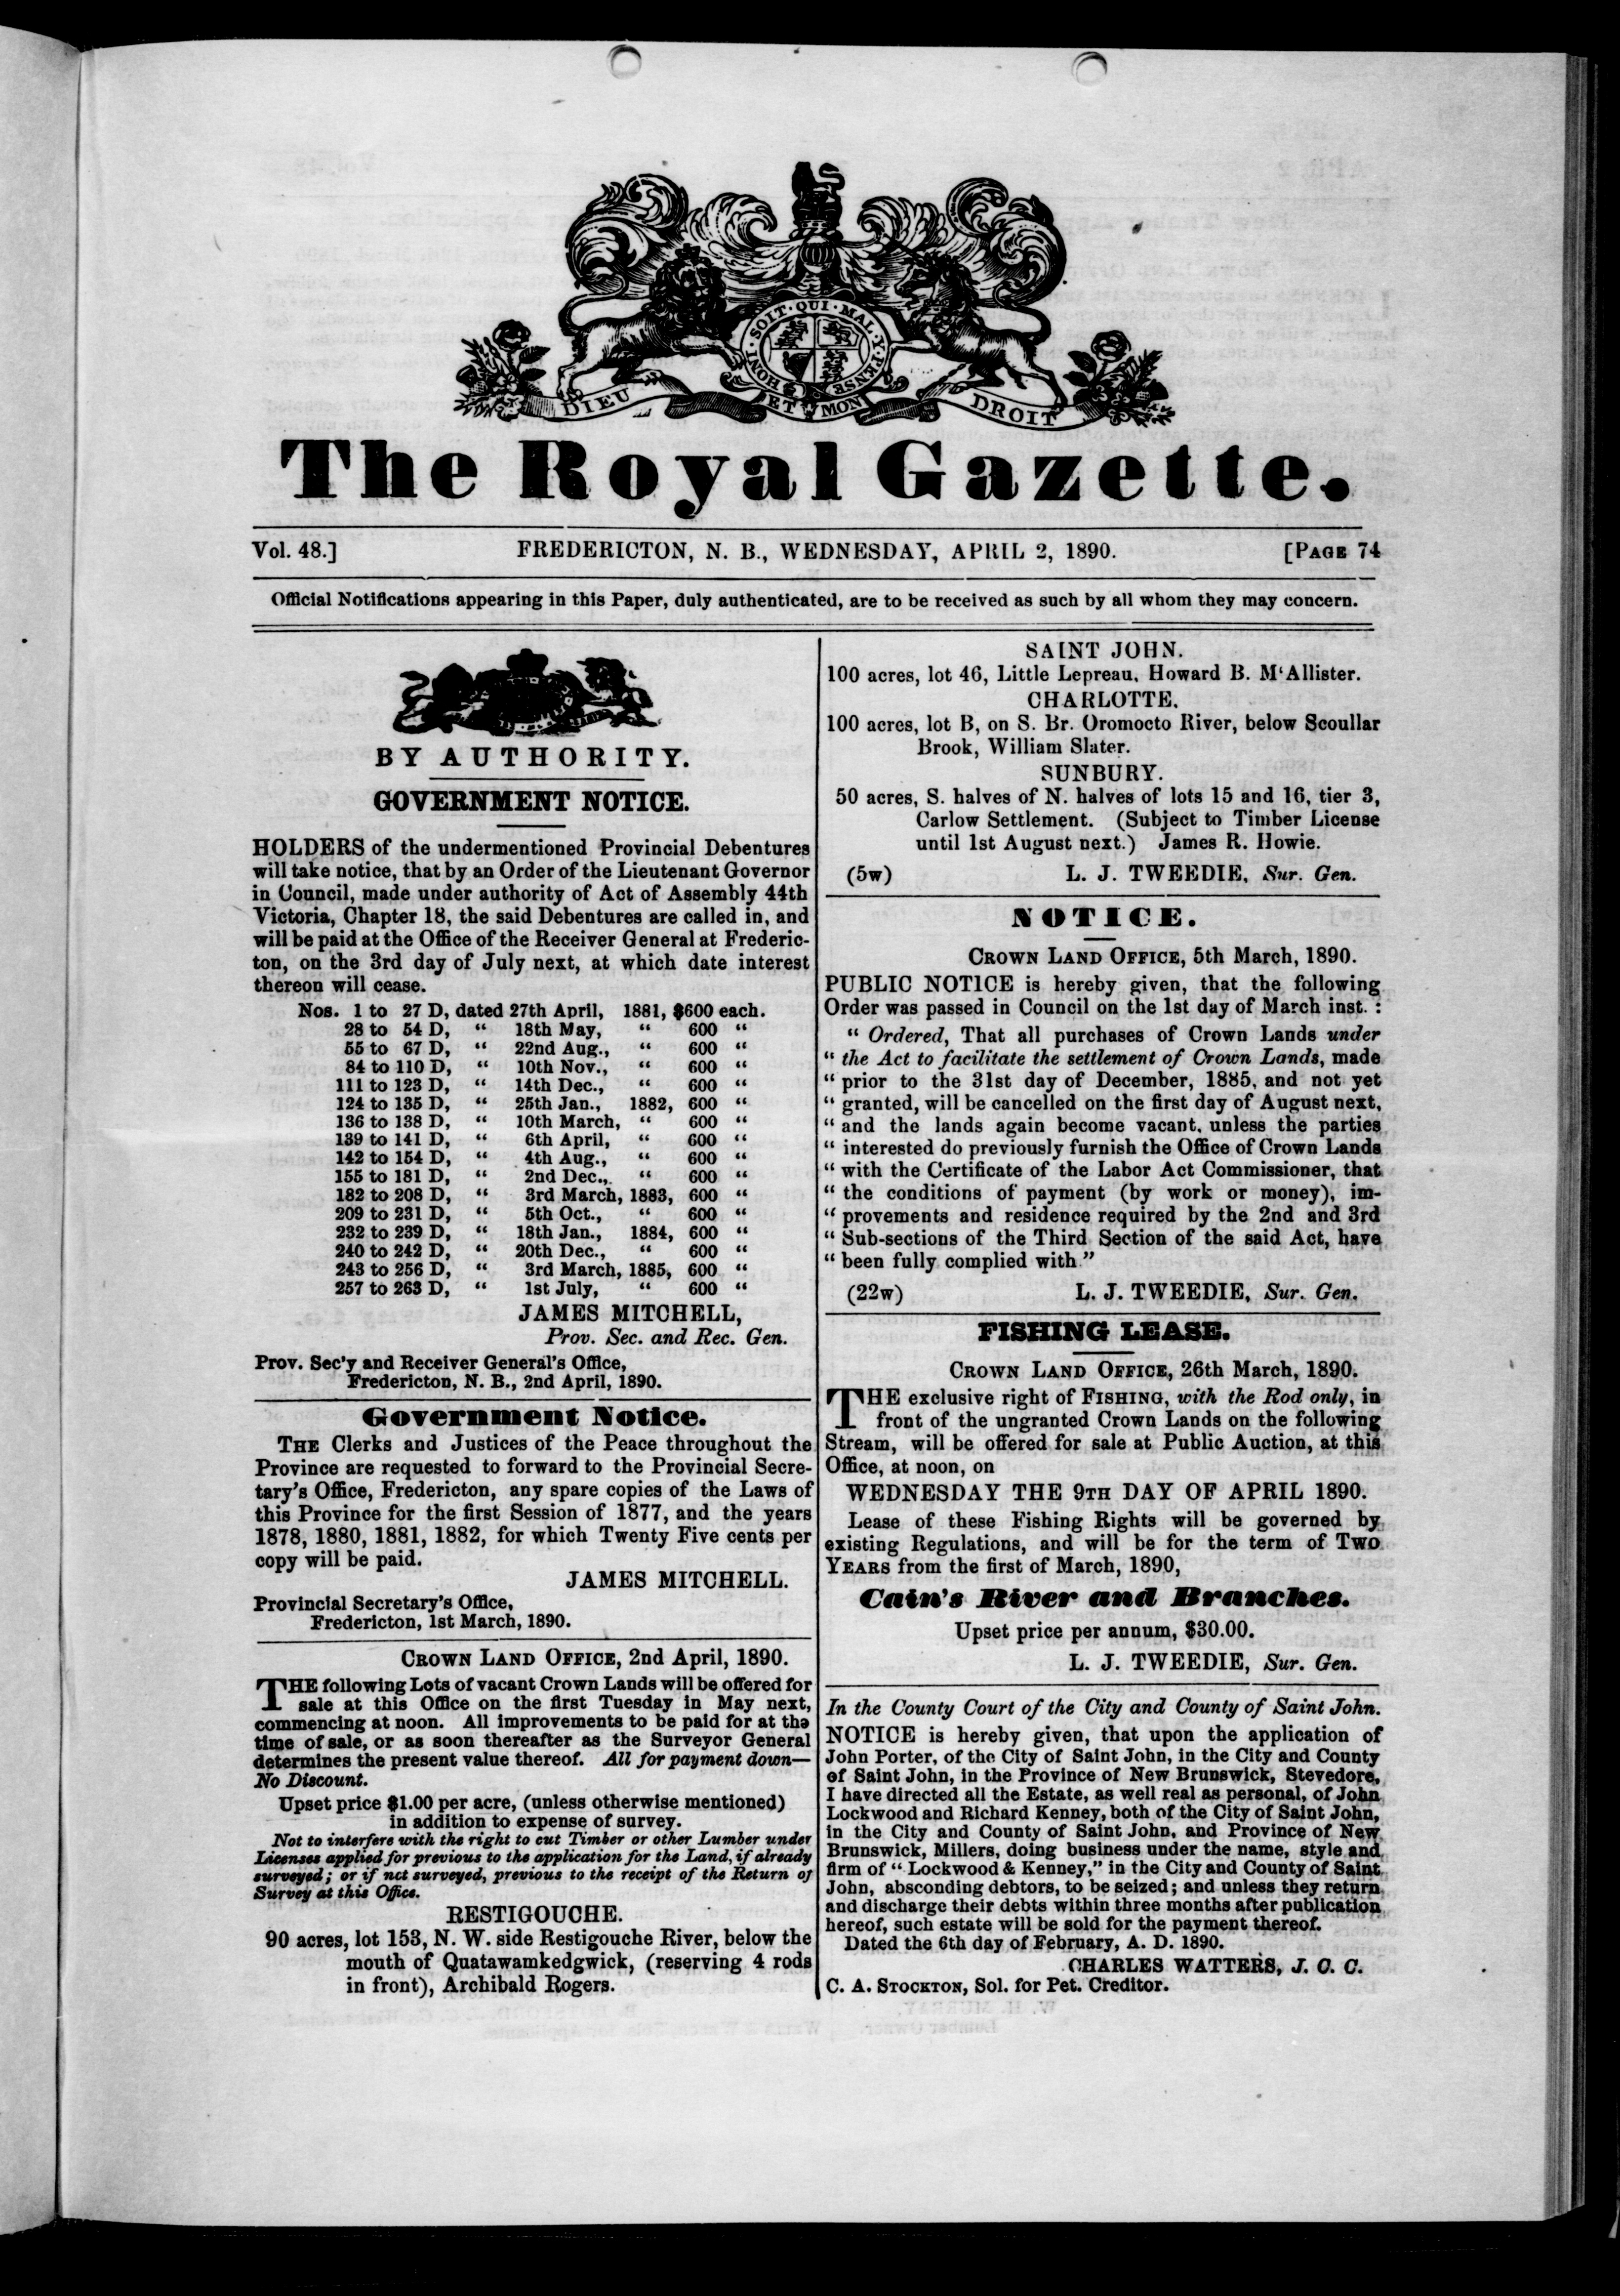 HONI · SOIT · QUI · MAL · Y · PENSE
DIEU ET MON DROIT
The Royal Gazette.
Vol. 48.] FREDERICTON, N. B., WEDNESDAY, APRIL 2, 1890. [PAGE 74
Official Notifications appearing in this Paper, duly authenticated, are to be received as such by all whom they may concern.
BY AUTHORITY.
GOVERNMENT NOTICE.
HOLDERS of the undermentioned Provincial Debentures
will take notice, that by an Order of the Lieutenant Governor
in Council, made under authority of Act of Assembly 44th
Victoria, Chapter 18, the said Debentures are called in, and
will be paid at the Office of the Receiver General at Frederic-
ton, on the 3rd day of July next, at which date interest
thereon will cease.
Nos. 1 to 27 D, dated 27th April, 1881, $600 each.
28 to 54 D, “ 18th May, “ 600 “
55 to 67 D, “ 22nd Aug., “ 600 “
84 to 110 D, “ 10th Nov., “ 600 “
111 to 123 D, “ 14th Dec., “ 600 “
124 to 135 D, “ 25th Jan., 1882, 600 “
136 to 138 D, “ 10th March, “ 600 “
139 to 141 D, “ 6th April, “ 600 “
142 to 154 D, “ 4th Aug., “ 600 “
155 to 181 D, “ 2nd Dec., “ 600 “
182 to 208 D, “ 3rd March, 1883, 600 “
209 to 231 D, “ 5th Oct., “ 600 “
232 to 239 D, “ 18th Jan., 1884, 600 “
240 to 242 D, “ 20th Dec., “ 600 “
243 to 256 D, “ 3rd March, 1885, 600 “
257 to 263 D, “ 1st July, “ 600 “
JAMES MITCHELL,
Prov. Sec. and Rec. Gen.
Prov. Sec'y and Receiver General's Office,
Fredericton, N. B., 2nd April, 1890.
Government Notice.
THE Clerks and Justices of the Peace throughout the
Province are requested to forward to the Provincial Secre-
tary's Office, Fredericton, any spare copies of the Laws of
this Province for the first Session of 1877, and the years
1878, 1880, 1881, 1882, for which Twenty Five cents per
copy will be paid.
JAMES MITCHELL.
Provincial Secretary's Office,
Fredericton, 1st March, 1890.
CROWN LAND OFFICE, 2nd April, 1890.
THE following Lots of vacant Crown Lands will be offered for
sale at this Office on the first Tuesday in May next,
commencing at noon. All improvements to be paid for at the
time of sale, or as soon thereafter as the Surveyor General
determines the present value thereof. All for payment down—
No Discount.
Upset price $1.00 per acre, (unless otherwise mentioned)
in addition to expense of survey.
Not to interfere with the right to cut Timber or other Lumber under
Licenses applied for previous to the application for the Land, if already
surveyed; or if nct surveyed, previous to the receipt of the Return of
Survey at this Office.
RESTIGOUCHE.
90 acres, lot 153, N. W. side Restigouche River, below the
mouth of Quatawamkedgwick, (reserving 4 rods
in front), Archibald Rogers.
SAINT JOHN.
100 acres, lot 46, Little Lepreau, Howard B. M‘Allister.
CHARLOTTE.
100 acres, lot B, on S. Br. Oromocto River, below Scoullar
Brook, William Slater.
SUNBURY.
50 acres, S. halves of N. halves of lots 15 and 16, tier 3,
Carlow Settlement. (Subject to Timber License
until 1st August next.) James R. Howie.
(5w) L. J. TWEEDIE, Sur. Gen.
NOTICE.
CROWN LAND OFFICE, 5th March, 1890.
PUBLIC NOTICE is hereby given, that the following
Order was passed in Council on the 1st day of March inst. :
“ Ordered, That all purchases of Crown Lands under
“ the Act to facilitate the settlement of Crown Lands, made
“ prior to the 31st day of December, 1885, and not yet
“ granted, will be cancelled on the first day of August next,
“ and the lands again become vacant, unless the parties
“ interested do previously furnish the Office of Crown Lands
“ with the Certificate of the Labor Act Commissioner, that
“ the conditions of payment (by work or money), im-
“ provements and residence required by the 2nd and 3rd
“ Sub-sections of the Third Section of the said Act, have
“ been fully complied with.”
(22w) L. J. TWEEDIE, Sur. Gen.
FISHING LEASE.
CROWN LAND OFFICE, 26th March, 1890.
THE exclusive right of FISHING, with the Rod only, in
front of the ungranted Crown Lands on the following
Stream, will be offered for sale at Public Auction, at this
Office, at noon, on
WEDNESDAY THE 9TH DAY OF APRIL 1890.
Lease of these Fishing Rights will be governed by
existing Regulations, and will be for the term of TWO
YEARS from the first of March, 1890,
Cain's River and Branches.
Upset price per annum, $30.00.
L. J. TWEEDIE, Sur. Gen.
In the County Court of the City and County of Saint John.
NOTICE is hereby given, that upon the application of
John Porter, of the City of Saint John, in the City and County
of Saint John, in the Province of New Brunswick, Stevedore,
I have directed all the Estate, as well real as personal, of John
Lockwood and Richard Kenney, both of the City of Saint John,
in the City and County of Saint John, and Province of New
Brunswick, Millers, doing business under the name, style and
firm of “ Lockwood & Kenney,” in the City and County of Saint
John, absconding debtors, to be seized; and unless they return
and discharge their debts within three months after publication
hereof, such estate will be sold for the payment thereof.
Dated the 6th day of February, A. D. 1890.
CHARLES WATTERS, J. C. C.
C. A. STOCKTON, Sol. for Pet. Creditor.